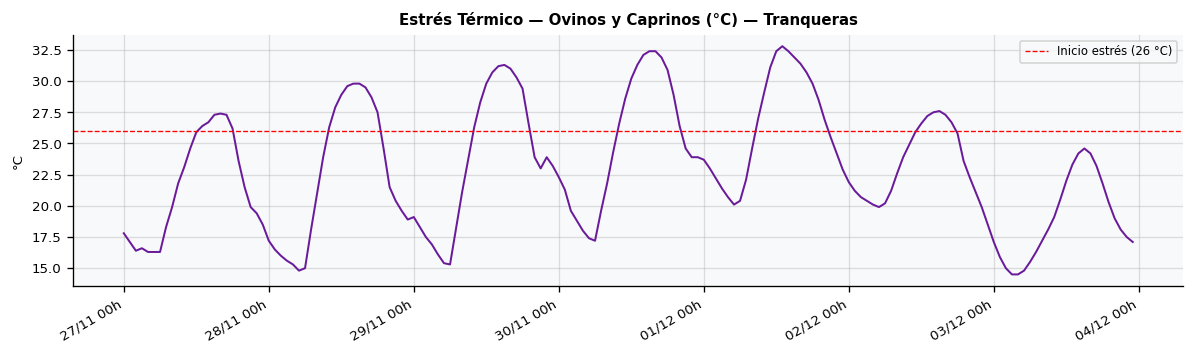 Estrés Térmico — Ovinos y Caprinos (°C) — Tranqueras
Inicio estrés (26 °C)
°C
32.5
30.0
27.5
25.0
22.5
20.0
17.5
15.0
27/11 00h
28/11 00h
29/11 00h
30/11 00h
01/12 00h
02/12 00h
03/12 00h
04/12 00h